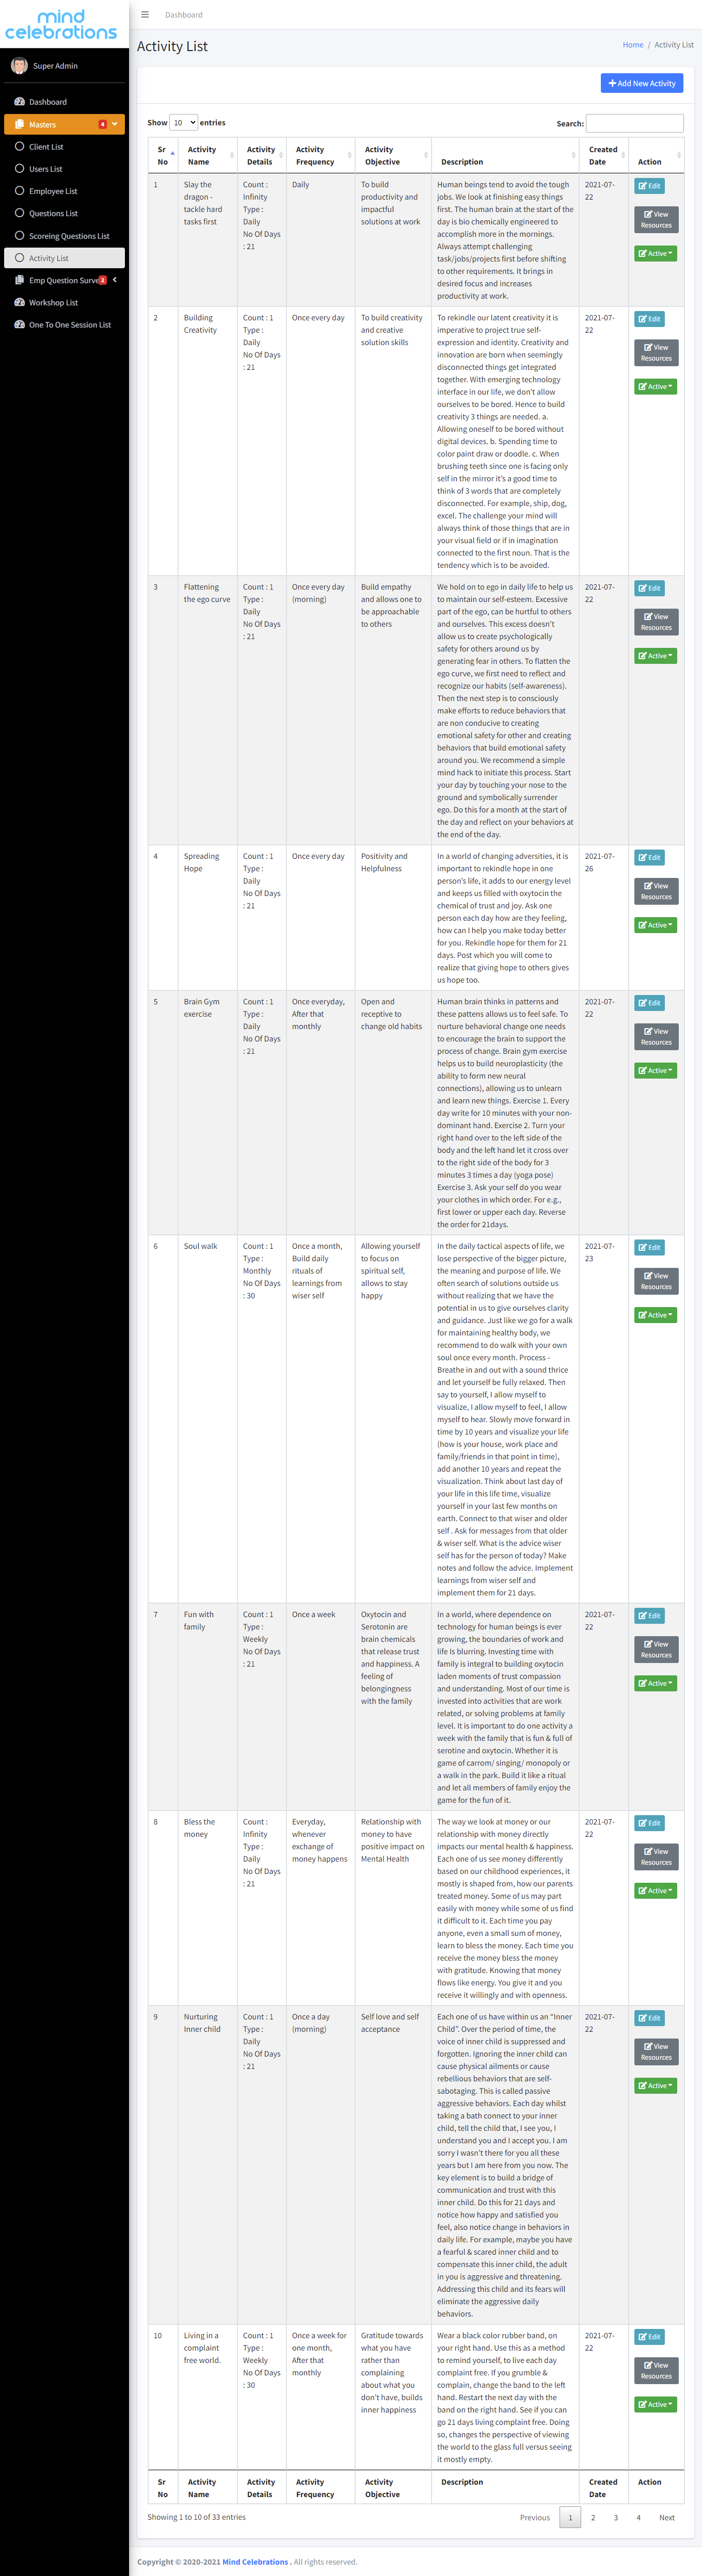 mind
celebrations
Super Admin
Dashboard
Masters 4
Client List
Users List
Employee List
Questions List
Scoreing Questions List
Activity List
Emp Question Surve 2
Workshop List
One To One Session List
Dashboard
Activity List
Home / Activity List
Add New Activity
Show 10 entries
Search:
Sr No
Activity Name
Activity Details
Activity Frequency
Activity Objective
Description
Created Date
Action
1
Slay the
dragon -
tackle hard
tasks first
Count :
Infinity
Type :
Daily
No Of Days
: 21
Daily
To build
productivity and
impactful
solutions at work
Human beings tend to avoid the tough
jobs. We look at finishing easy things
first. The human brain at the start of the
day is bio chemically engineered to
accomplish more in the mornings.
Always attempt challenging
task/jobs/projects first before shifting
to other requirements. It brings in
desired focus and increases
productivity at work.
2021-07-
22
Edit
View
Resources
Active
2
Building
Creativity
Count : 1
Type :
Daily
No Of Days
: 21
Once every day
To build creativity
and creative
solution skills
To rekindle our latent creativity it is
imperative to project true self-
expression and identity. Creativity and
innovation are born when seemingly
disconnected things get integrated
together. With emerging technology
interface in our life, we don't allow
ourselves to be bored. Hence to build
creativity 3 things are needed. a.
Allowing oneself to be bored without
digital devices. b. Spending time to
color paint draw or doodle. c. When
brushing teeth since one is facing only
self in the mirror it's a good time to
think of 3 words that are completely
disconnected. For example, ship, dog,
excel. The challenge your mind will
always think of those things that are in
your visual field or if in imagination
connected to the first noun. That is the
tendency which is to be avoided.
2021-07-
22
Edit
View
Resources
Active
3
Flattening
the ego curve
Count : 1
Type :
Daily
No Of Days
: 21
Once every day
(morning)
Build empathy
and allows one to
be approachable
to others
We hold on to ego in daily life to help us
to maintain our self-esteem. Excessive
part of the ego, can be hurtful to others
and ourselves. This excess doesn't
allow us to create psychologically
safety for others around us by
generating fear in others. To flatten the
ego curve, we first need to reflect and
recognize our habits (self-awareness).
Then the next step is to consciously
make efforts to reduce behaviors that
are non conducive to creating
emotional safety for other and creating
behaviors that build emotional safety
around you. We recommend a simple
mind hack to initiate this process. Start
your day by touching your nose to the
ground and symbolically surrender
ego. Do this for a month at the start of
the day and reflect on your behaviors at
the end of the day.
2021-07-
22
Edit
View
Resources
Active
4
Spreading
Hope
Count : 1
Type :
Daily
No Of Days
: 21
Once every day
Positivity and
Helpfulness
In a world of changing adversities, it is
important to rekindle hope in one
person's life, it adds to our energy level
and keeps us filled with oxytocin the
chemical of trust and joy. Ask one
person each day how are they feeling,
how can I help you make today better
for you. Rekindle hope for them for 21
days. Post which you will come to
realize that giving hope to others gives
us hope too.
2021-07-
26
Edit
View
Resources
Active
5
Brain Gym
exercise
Count : 1
Type :
Daily
No Of Days
: 21
Once everyday,
After that
monthly
Open and
receptive to
change old habits
Human brain thinks in patterns and
these pattens allows us to feel safe. To
nurture behavioral change one needs
to encourage the brain to support the
process of change. Brain gym exercise
helps us to build neuroplasticity (the
ability to form new neural
connections), allowing us to unlearn
and learn new things. Exercise 1. Every
day write for 10 minutes with your non-
dominant hand. Exercise 2. Turn your
right hand over to the left side of the
body and the left hand let it cross over
to the right side of the body for 3
minutes 3 times a day (yoga pose)
Exercise 3. Ask your self do you wear
your clothes in which order. For e.g.,
first lower or upper each day. Reverse
the order for 21days.
2021-07-
22
Edit
View
Resources
Active
6
Soul walk
Count : 1
Type :
Monthly
No Of Days
: 30
Once a month,
Build daily
rituals of
learnings from
wiser self
Allowing yourself
to focus on
spiritual self,
allows to stay
happy
In the daily tactical aspects of life, we
lose perspective of the bigger picture,
the meaning and purpose of life. We
often search of solutions outside us
without realizing that we have the
potential in us to give ourselves clarity
and guidance. Just like we go for a walk
for maintaining healthy body, we
recommend to do walk with your own
soul once every month. Process -
Breathe in and out with a sound thrice
and let yourself be fully relaxed. Then
say to yourself, I allow myself to
visualize, I allow myself to feel, I allow
myself to hear. Slowly move forward in
time by 10 years and visualize your life
(how is your house, work place and
family/friends in that point in time),
add another 10 years and repeat the
visualization. Think about last day of
your life in this life time, visualize
yourself in your last few months on
earth. Connect to that wiser and older
self . Ask for messages from that older
& wiser self. What is the advice wiser
self has for the person of today? Make
notes and follow the advice. Implement
learnings from wiser self and
implement them for 21 days.
2021-07-
23
Edit
View
Resources
Active
7
Fun with
family
Count : 1
Type :
Weekly
No Of Days
: 21
Once a week
Oxytocin and
Serotonin are
brain chemicals
that release trust
and happiness. A
feeling of
belongingness
with the family
In a world, where dependence on
technology for human beings is ever
growing, the boundaries of work and
life Is blurring. Investing time with
family is integral to building oxytocin
laden moments of trust compassion
and understanding. Most of our time is
invested into activities that are work
related, or solving problems at family
level. It is important to do one activity a
week with the family that is fun & full of
serotine and oxytocin. Whether it is
game of carrom/ singing/ monopoly or
a walk in the park. Build it like a ritual
and let all members of family enjoy the
game for the fun of it.
2021-07-
22
Edit
View
Resources
Active
8
Bless the
money
Count :
Infinity
Type :
Daily
No Of Days
: 21
Everyday,
whenever
exchange of
money happens
Relationship with
money to have
positive impact on
Mental Health
The way we look at money or our
relationship with money directly
impacts our mental health & happiness.
Each one of us see money differently
based on our childhood experiences, it
mostly is shaped from, how our parents
treated money. Some of us may part
easily with money while some of us find
it difficult to it. Each time you pay
anyone, even a small sum of money,
learn to bless the money. Each time you
receive the money bless the money
with gratitude. Knowing that money
flows like energy. You give it and you
receive it willingly and with openness.
2021-07-
22
Edit
View
Resources
Active
9
Nurturing
Inner child
Count : 1
Type :
Daily
No Of Days
: 21
Once a day
(morning)
Self love and self
acceptance
Each one of us have within us an “Inner
Child”. Over the period of time, the
voice of inner child is suppressed and
forgotten. Ignoring the inner child can
cause physical ailments or cause
rebellious behaviors that are self-
sabotaging. This is called passive
aggressive behaviors. Each day whilst
taking a bath connect to your inner
child, tell the child that, I see you, I
understand you and I accept you. I am
sorry I wasn't there for you all these
years but I am here from you now. The
key element is to build a bridge of
communication and trust with this
inner child. Do this for 21 days and
notice how happy and satisfied you
feel, also notice change in behaviors in
daily life. For example, maybe you have
a fearful & scared inner child and to
compensate this inner child, the adult
in you is aggressive and threatening.
Addressing this child and its fears will
eliminate the aggressive daily
behaviors.
2021-07-
22
Edit
View
Resources
Active
10
Living in a
complaint
free world.
Count : 1
Type :
Weekly
No Of Days
: 30
Once a week for
one month,
After that
monthly
Gratitude towards
what you have
rather than
complaining
about what you
don't have, builds
inner happiness
Wear a black color rubber band, on
your right hand. Use this as a method
to remind yourself, to live each day
complaint free. If you grumble &
complain, change the band to the left
hand. Restart the next day with the
band on the right hand. See if you can
go 21 days living complaint free. Doing
so, changes the perspective of viewing
the world to the glass full versus seeing
it mostly empty.
2021-07-
22
Edit
View
Resources
Active
Sr No
Activity Name
Activity Details
Activity Frequency
Activity Objective
Description
Created Date
Action
Showing 1 to 10 of 33 entries
Previous 1 2 3 4 Next
Copyright © 2020-2021 Mind Celebrations . All rights reserved.